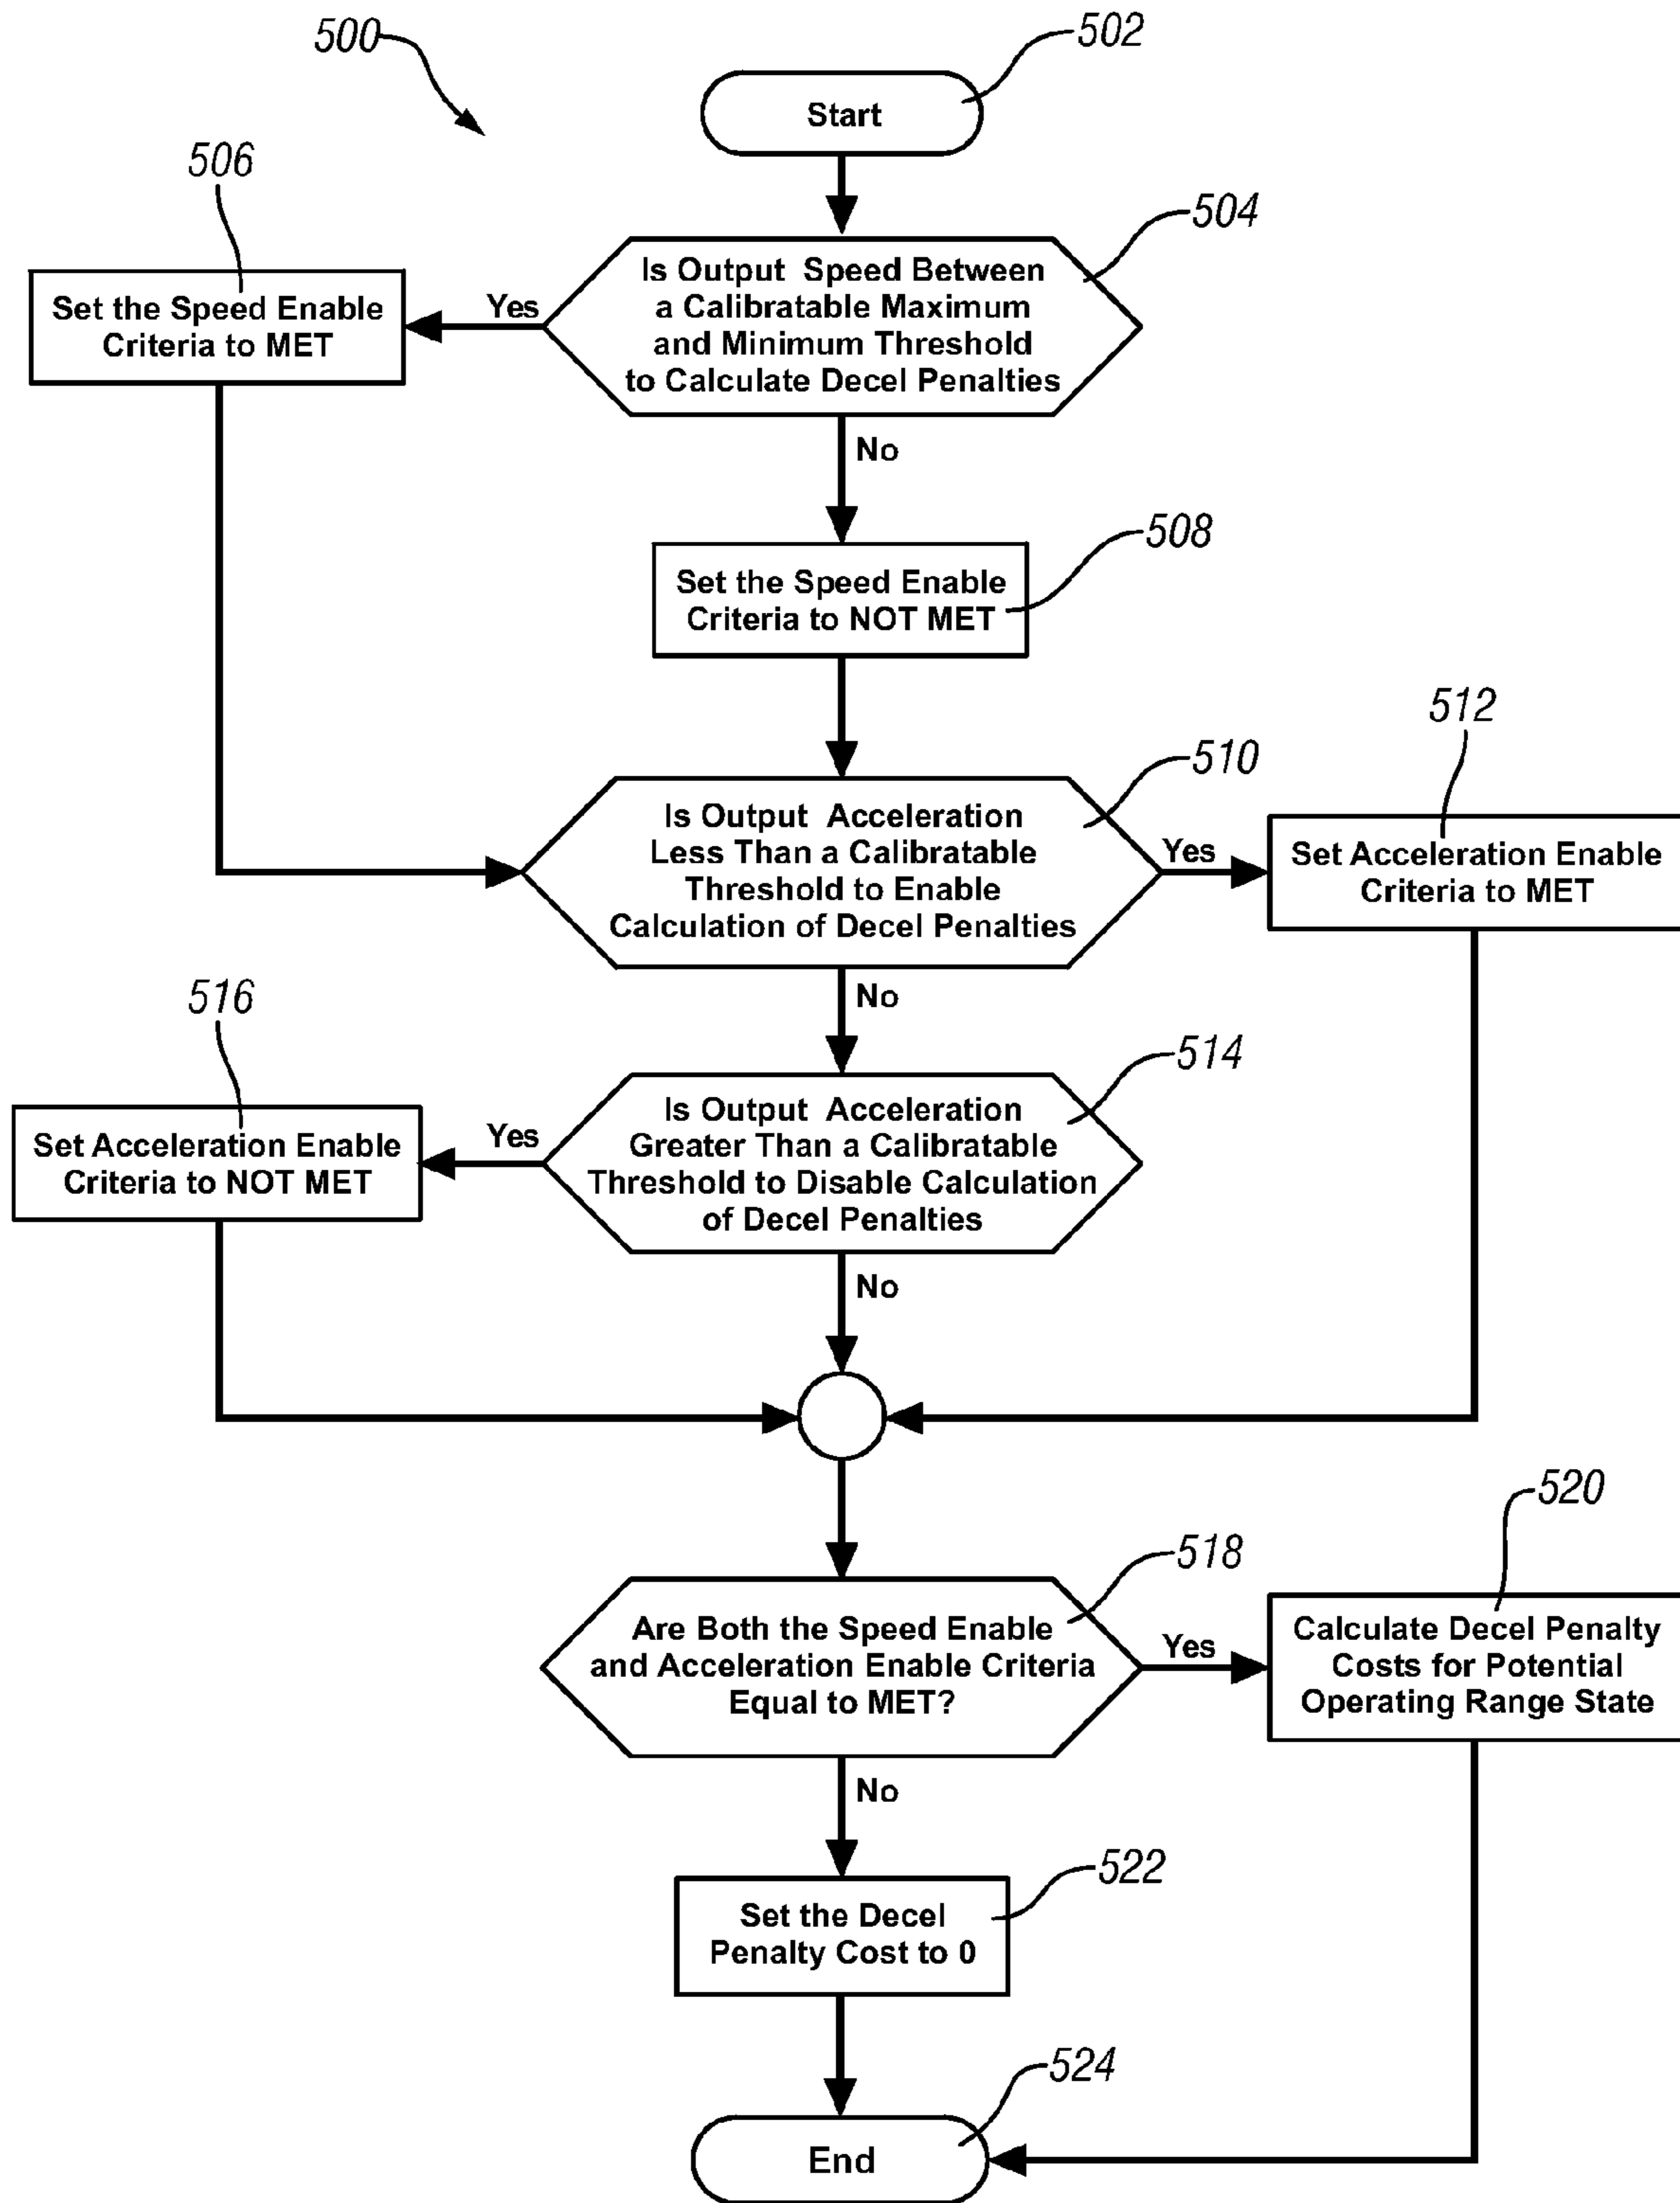 500
502
Start
506
504
Is Output Speed Between
a Calibratable Maximum
and Minimum Threshold
to Calculate Decel Penalties
Yes
Set the Speed Enable
Criteria to MET
No
508
Set the Speed Enable
Criteria to NOT MET
512
510
Is Output Acceleration
Less Than a Calibratable
Threshold to Enable
Calculation of Decel Penalties
Yes
Set Acceleration Enable
Criteria to MET
No
516
514
Is Output Acceleration
Greater Than a Calibratable
Threshold to Disable Calculation
of Decel Penalties
Yes
Set Acceleration Enable
Criteria to NOT MET
No
520
518
Are Both the Speed Enable
and Acceleration Enable Criteria
Equal to MET?
Yes
Calculate Decel Penalty
Costs for Potential
Operating Range State
No
522
Set the Decel
Penalty Cost to 0
524
End